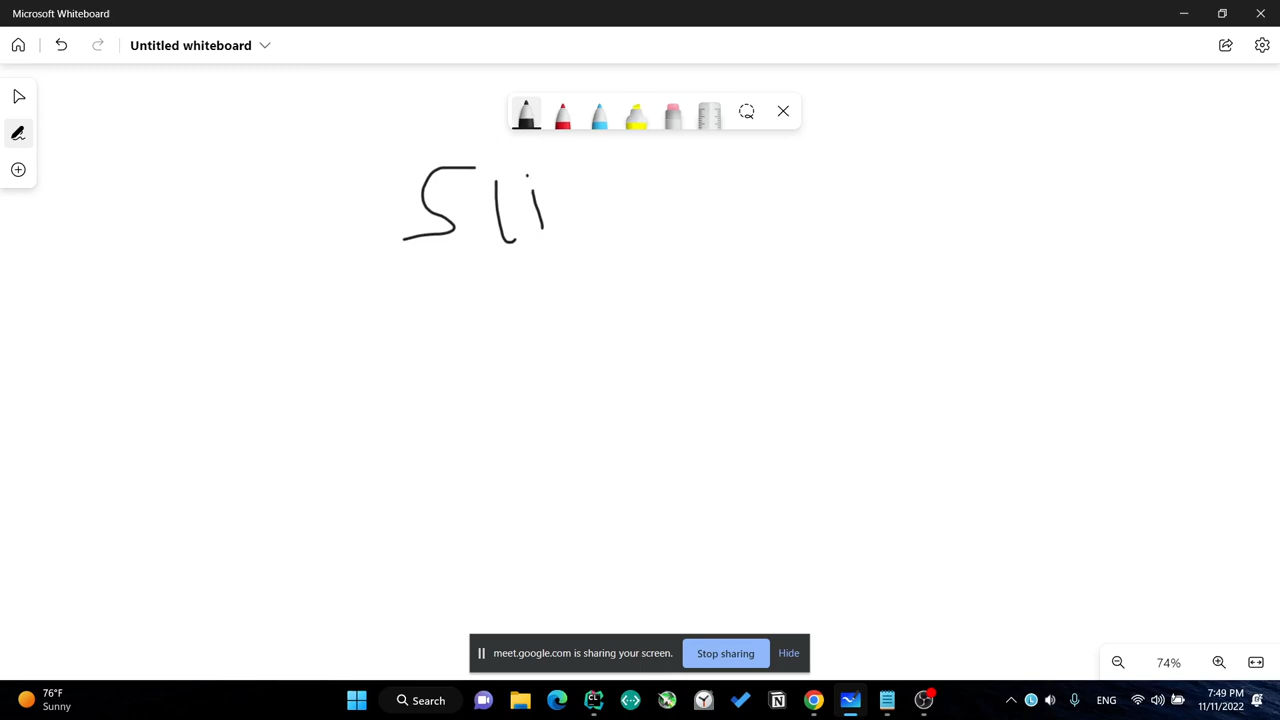 Microsoft Whiteboard
Untitled whiteboard
Sli
meet.google.com is sharing your screen. Stop sharing Hide
74%
76°F
Sunny
Search
CL
N
L
ENG
7:49 PM
11/11/2022